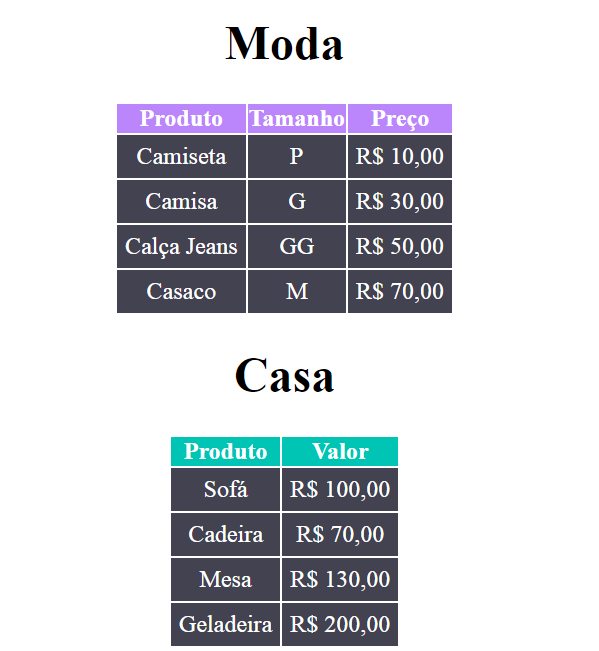 Moda
Produto Tamanho Preço
Camiseta P R$ 10,00
Camisa G R$ 30,00
Calça Jeans GG R$ 50,00
Casaco M R$ 70,00
Casa
Produto Valor
Sofá R$ 100,00
Cadeira R$ 70,00
Mesa R$ 130,00
Geladeira R$ 200,00